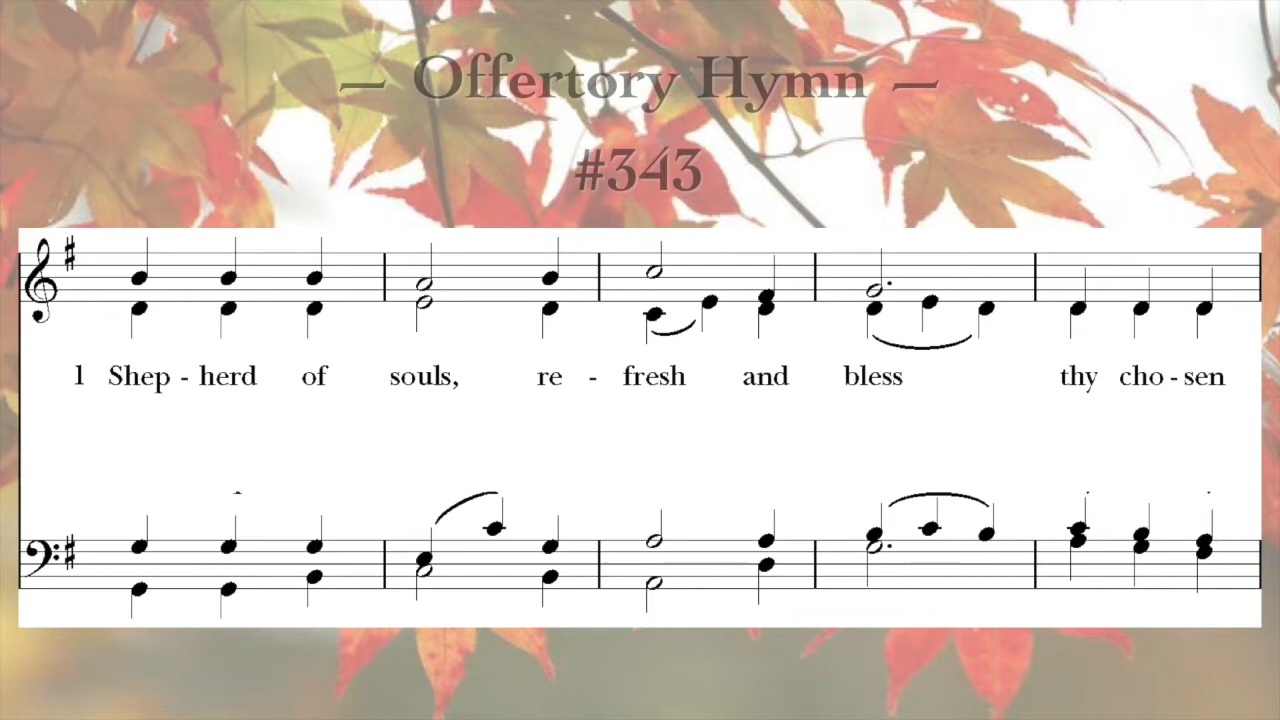 – Offertory Hymn –
#343
1 Shep - herd of souls, re - fresh and bless thy cho - sen